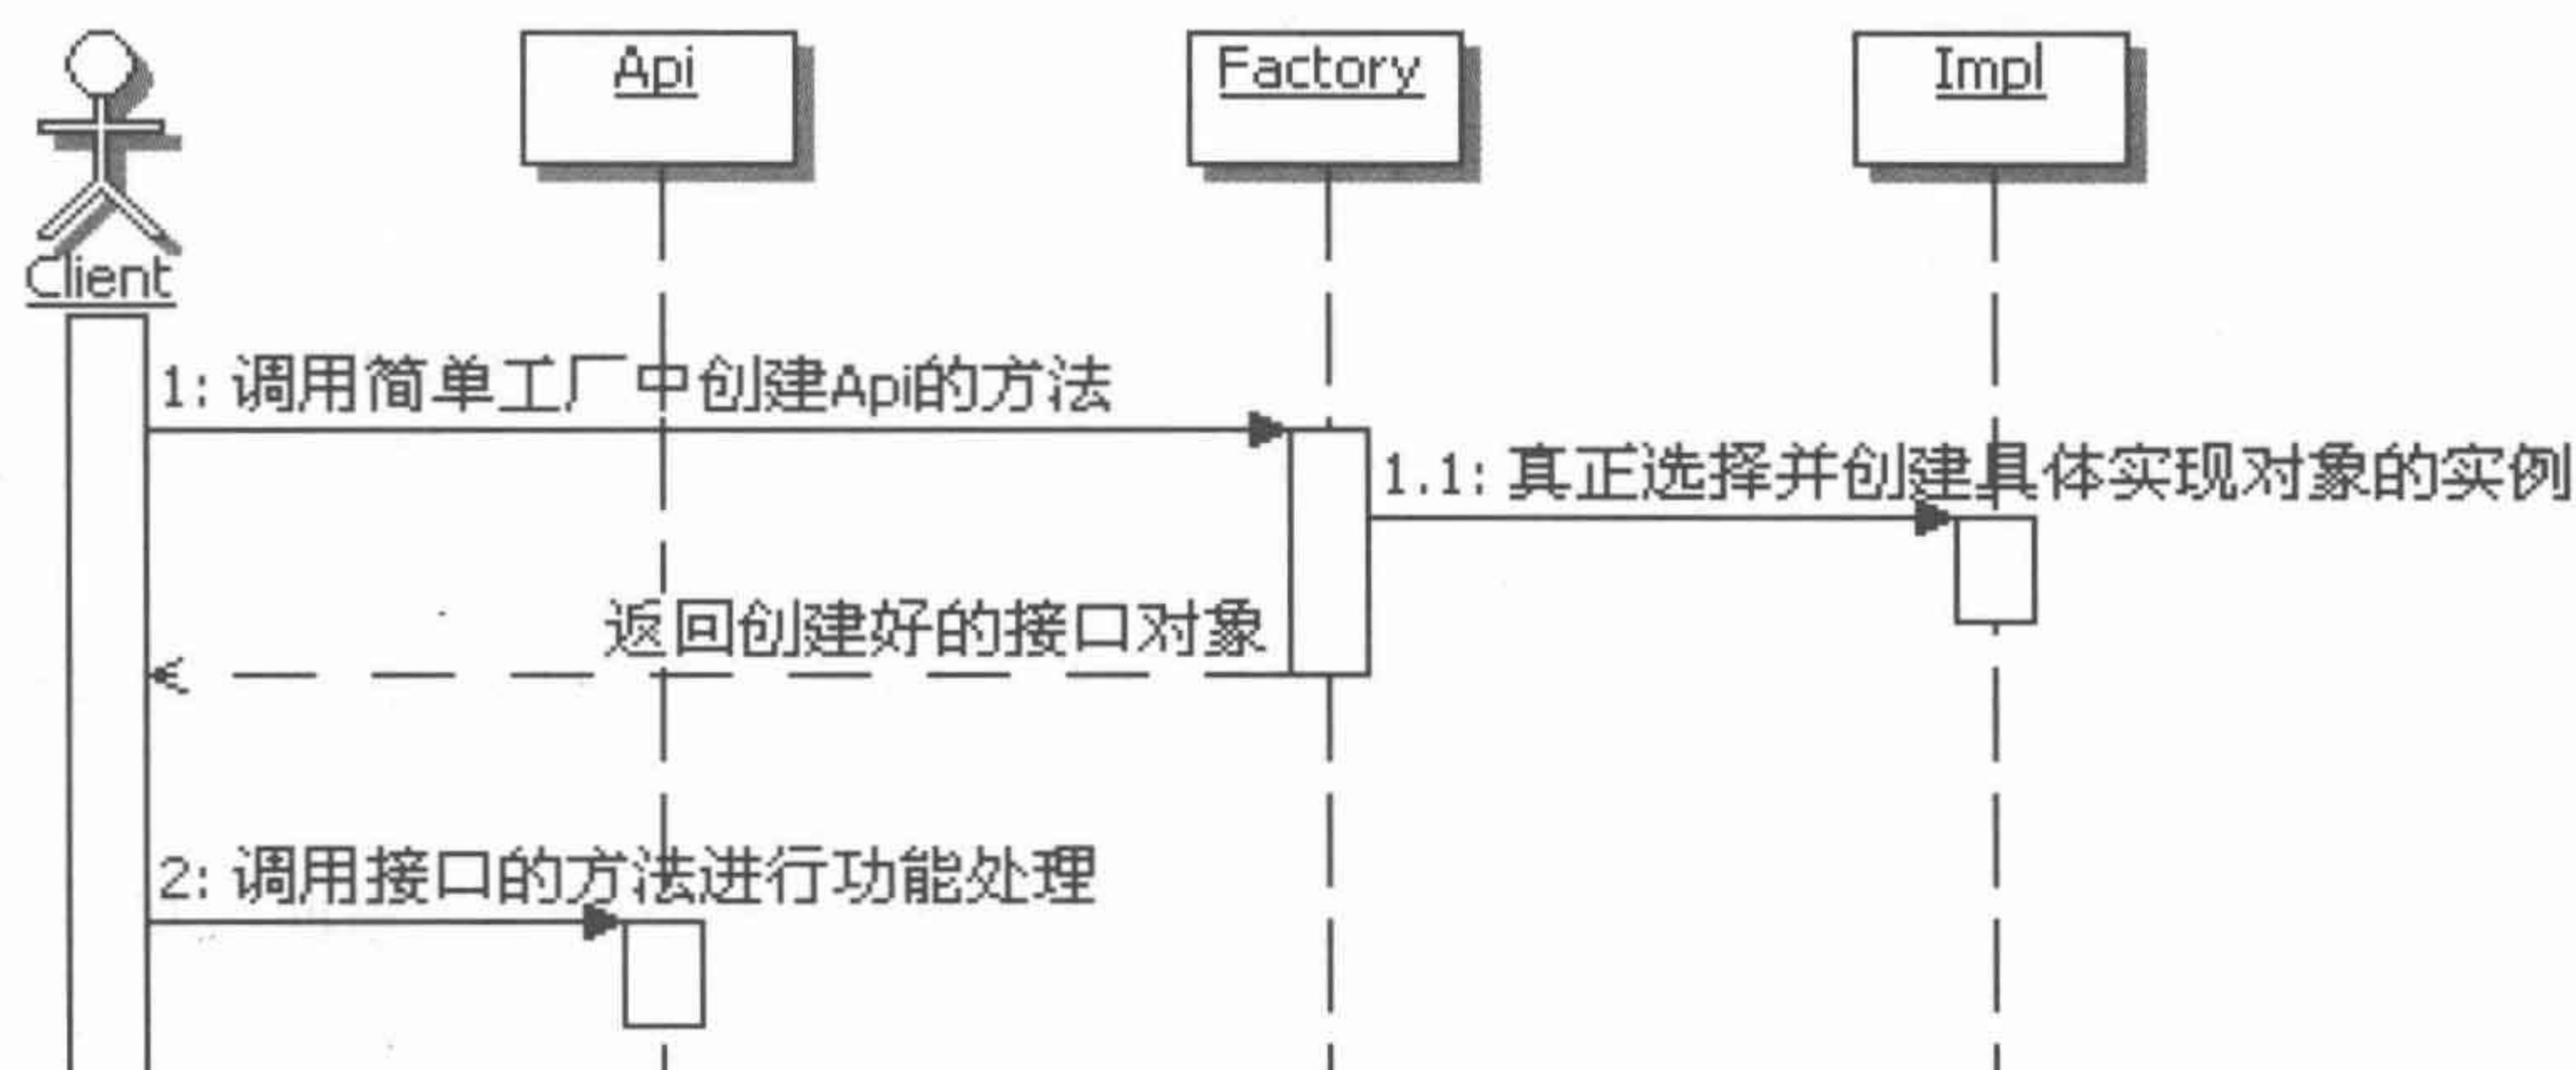 Api
Factory
Impl
Client
1: 调用简单工厂中创建Api的方法
1.1: 真正选择并创建具体实现对象的实例
返回创建好的接口对象
2: 调用接口的方法进行功能处理